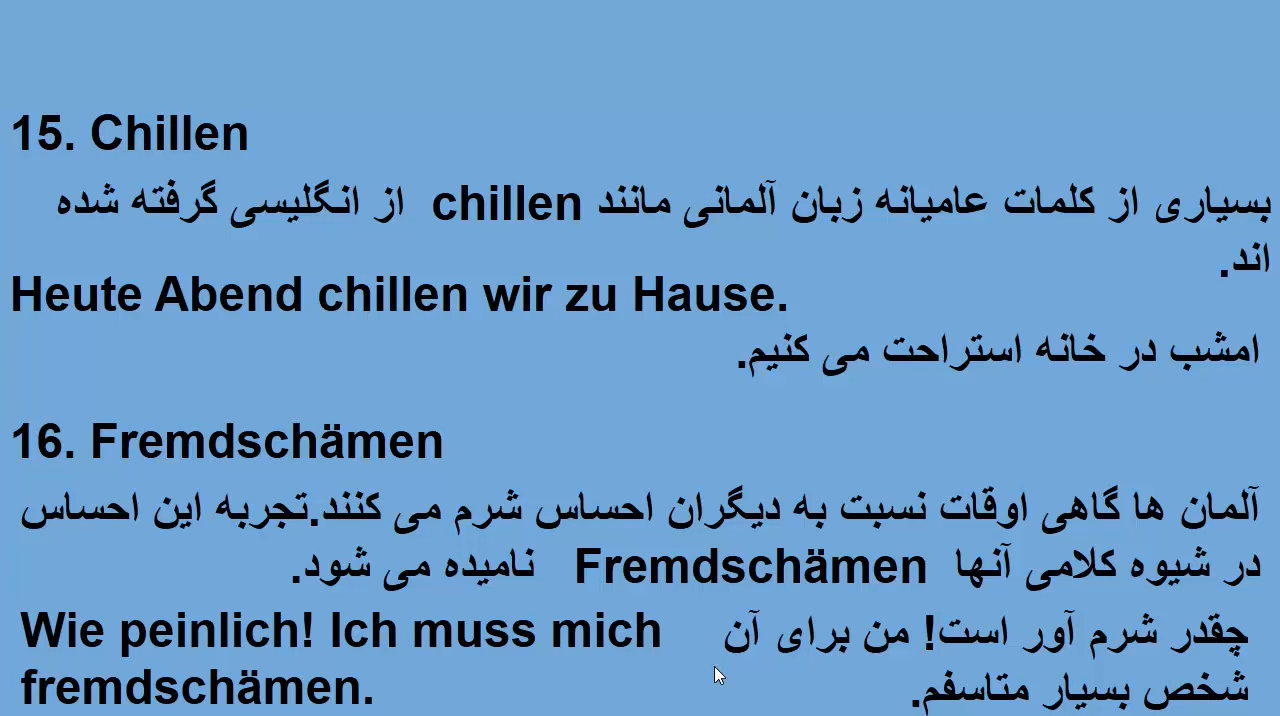 15. Chillen
بسیاری از کلمات عامیانه زبان آلمانی مانند chillen از انگلیسی گرفته شده
اند.
Heute Abend chillen wir zu Hause.
امشب در خانه استراحت می کنیم.
16. Fremdschämen
آلمان ها گاهی اوقات نسبت به دیگران احساس شرم می کنند.تجربه این احساس
در شیوه کلامی آنها Fremdschämen نامیده می شود.
Wie peinlich! Ich muss mich
fremdschämen.
چقدر شرم آور است! من برای آن
شخص بسیار متاسفم.